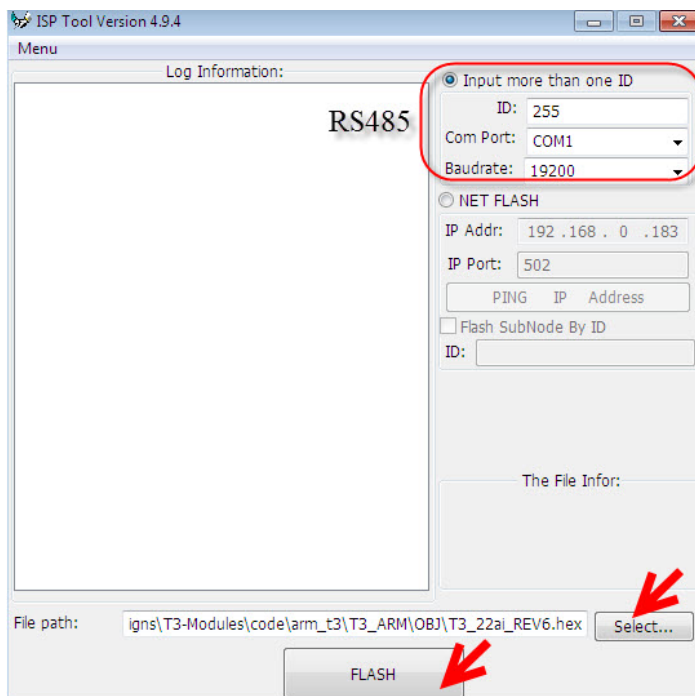 ISP Tool Version 4.9.4
Menu
Log Information:
RS485
Input more than one ID
ID: 255
Com Port: COM1
Baudrate: 19200
NET FLASH
IP Addr: 192 .168 . 0 .183
IP Port: 502
PING IP Address
Flash SubNode By ID
ID:
The File Infor:
File path: igns\T3-Modules\code\arm_t3\T3_ARM\OBJ\T3_22ai_REV6.hex Select...
FLASH